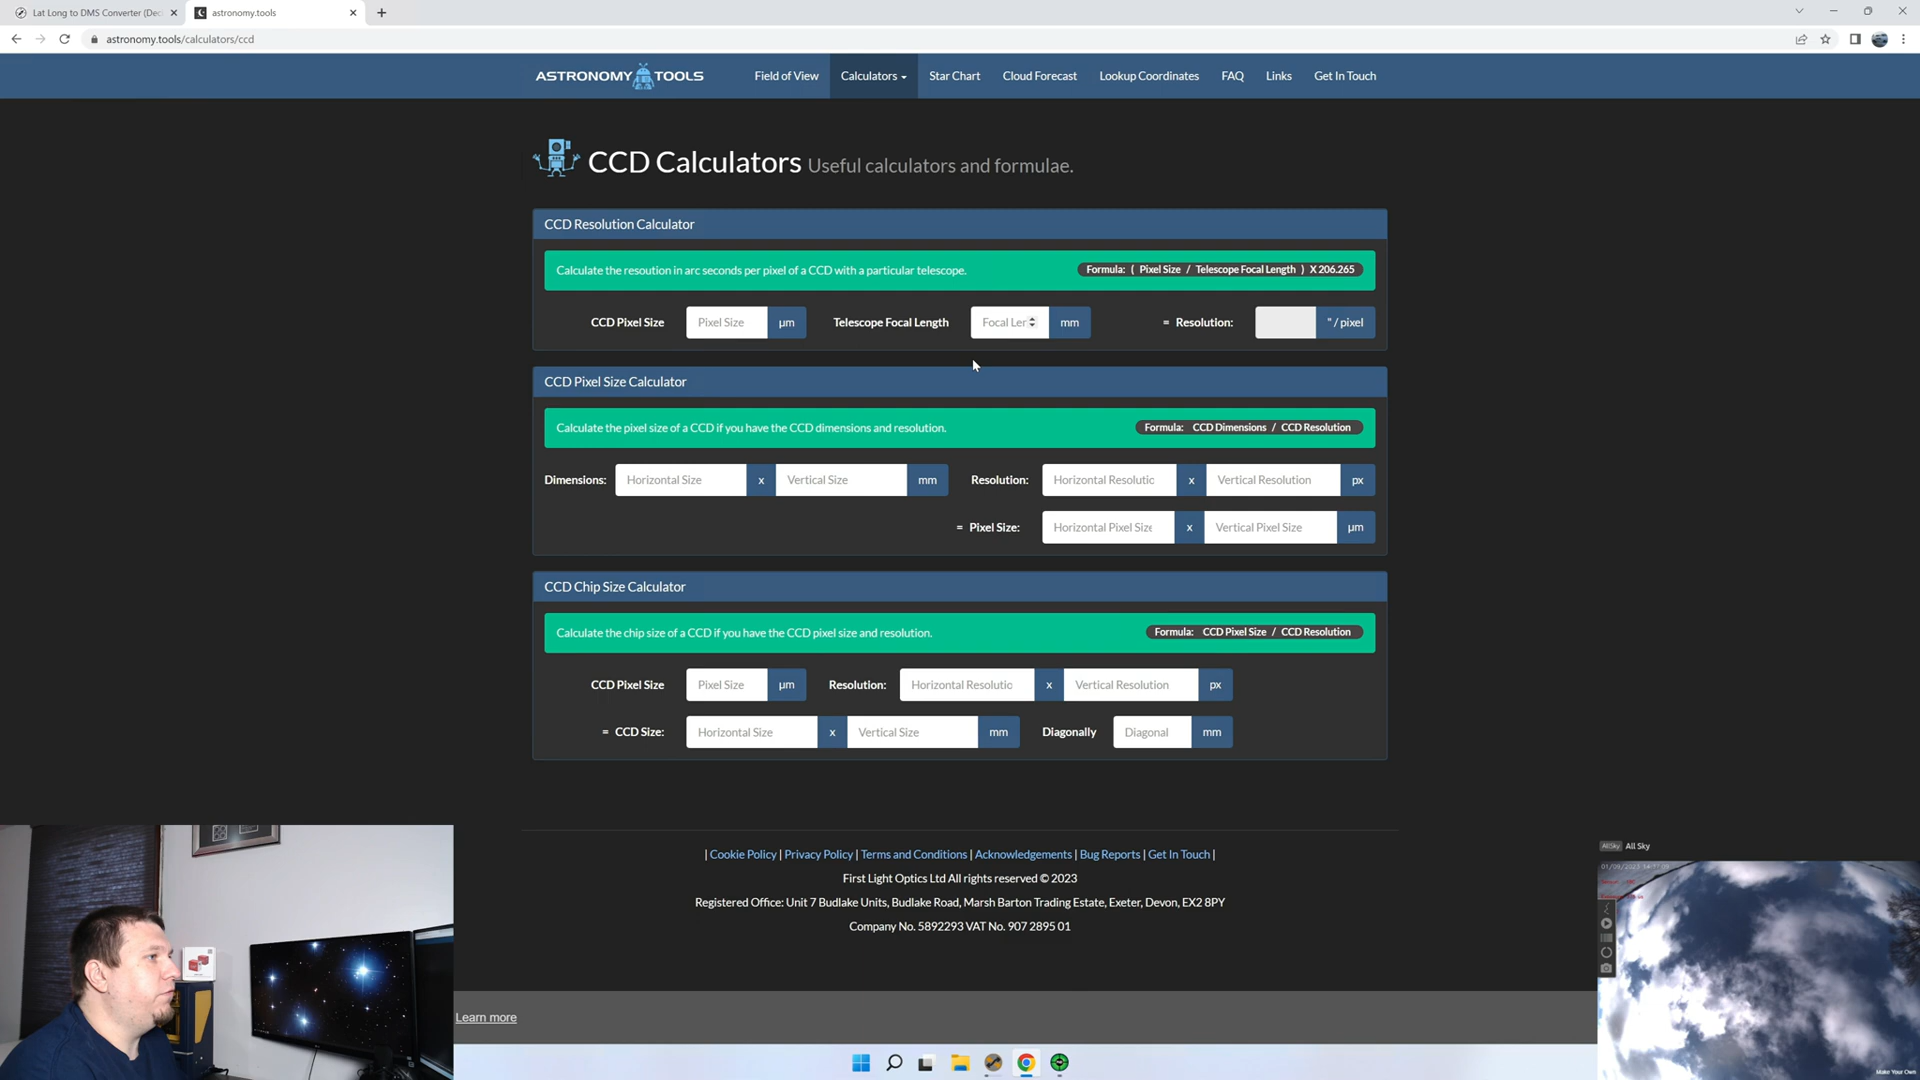 Lat Long to DMS Converter (Dec
astronomy.tools
astronomy.tools/calculators/ccd
ASTRONOMY TOOLS
Field of View
Calculators
Star Chart
Cloud Forecast
Lookup Coordinates
FAQ
Links
Get In Touch
CCD Calculators Useful calculators and formulae.
CCD Resolution Calculator
Calculate the resoution in arc seconds per pixel of a CCD with a particular telescope.
Formula: ( Pixel Size / Telescope Focal Length ) X 206.265
CCD Pixel Size Pixel Size µm Telescope Focal Length Focal Ler mm = Resolution: " / pixel
CCD Pixel Size Calculator
Calculate the pixel size of a CCD if you have the CCD dimensions and resolution.
Formula: CCD Dimensions / CCD Resolution
Dimensions: Horizontal Size x Vertical Size mm Resolution: Horizontal Resolutic x Vertical Resolution px
= Pixel Size: Horizontal Pixel Size x Vertical Pixel Size µm
CCD Chip Size Calculator
Calculate the chip size of a CCD if you have the CCD pixel size and resolution.
Formula: CCD Pixel Size / CCD Resolution
CCD Pixel Size Pixel Size µm Resolution: Horizontal Resolutic x Vertical Resolution px
= CCD Size: Horizontal Size x Vertical Size mm Diagonally Diagonal mm
| Cookie Policy | Privacy Policy | Terms and Conditions | Acknowledgements | Bug Reports | Get In Touch |
First Light Optics Ltd All rights reserved © 2023
Registered Office: Unit 7 Budlake Units, Budlake Road, Marsh Barton Trading Estate, Exeter, Devon, EX2 8PY
Company No. 5892293 VAT No. 907 2895 01
Learn more
AllSky All Sky
Make Your Own